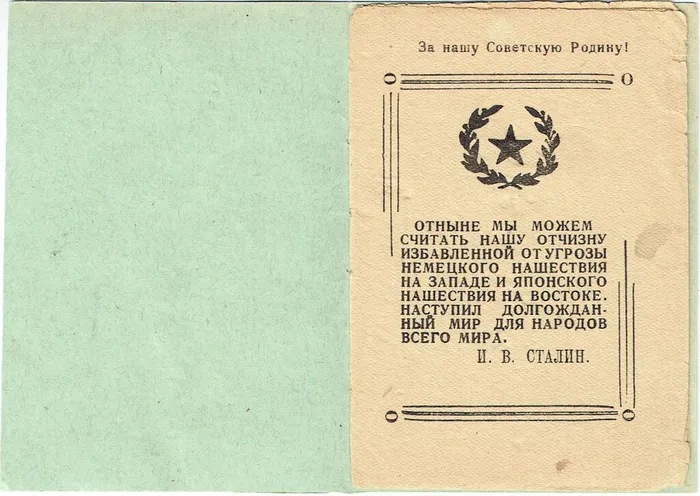 За нашу Советскую Родину!
ОТНЫНЕ МЫ МОЖЕМ
СЧИТАТЬ НАШУ ОТЧИЗНУ
ИЗБАВЛЕННОЙ ОТ УГРОЗЫ
НЕМЕЦКОГО НАШЕСТВИЯ
НА ЗАПАДЕ И ЯПОНСКОГО
НАШЕСТВИЯ НА ВОСТОКЕ.
НАСТУПИЛ ДОЛГОЖДАН-
НЫЙ МИР ДЛЯ НАРОДОВ
ВСЕГО МИРА.
И. В. СТАЛИН.